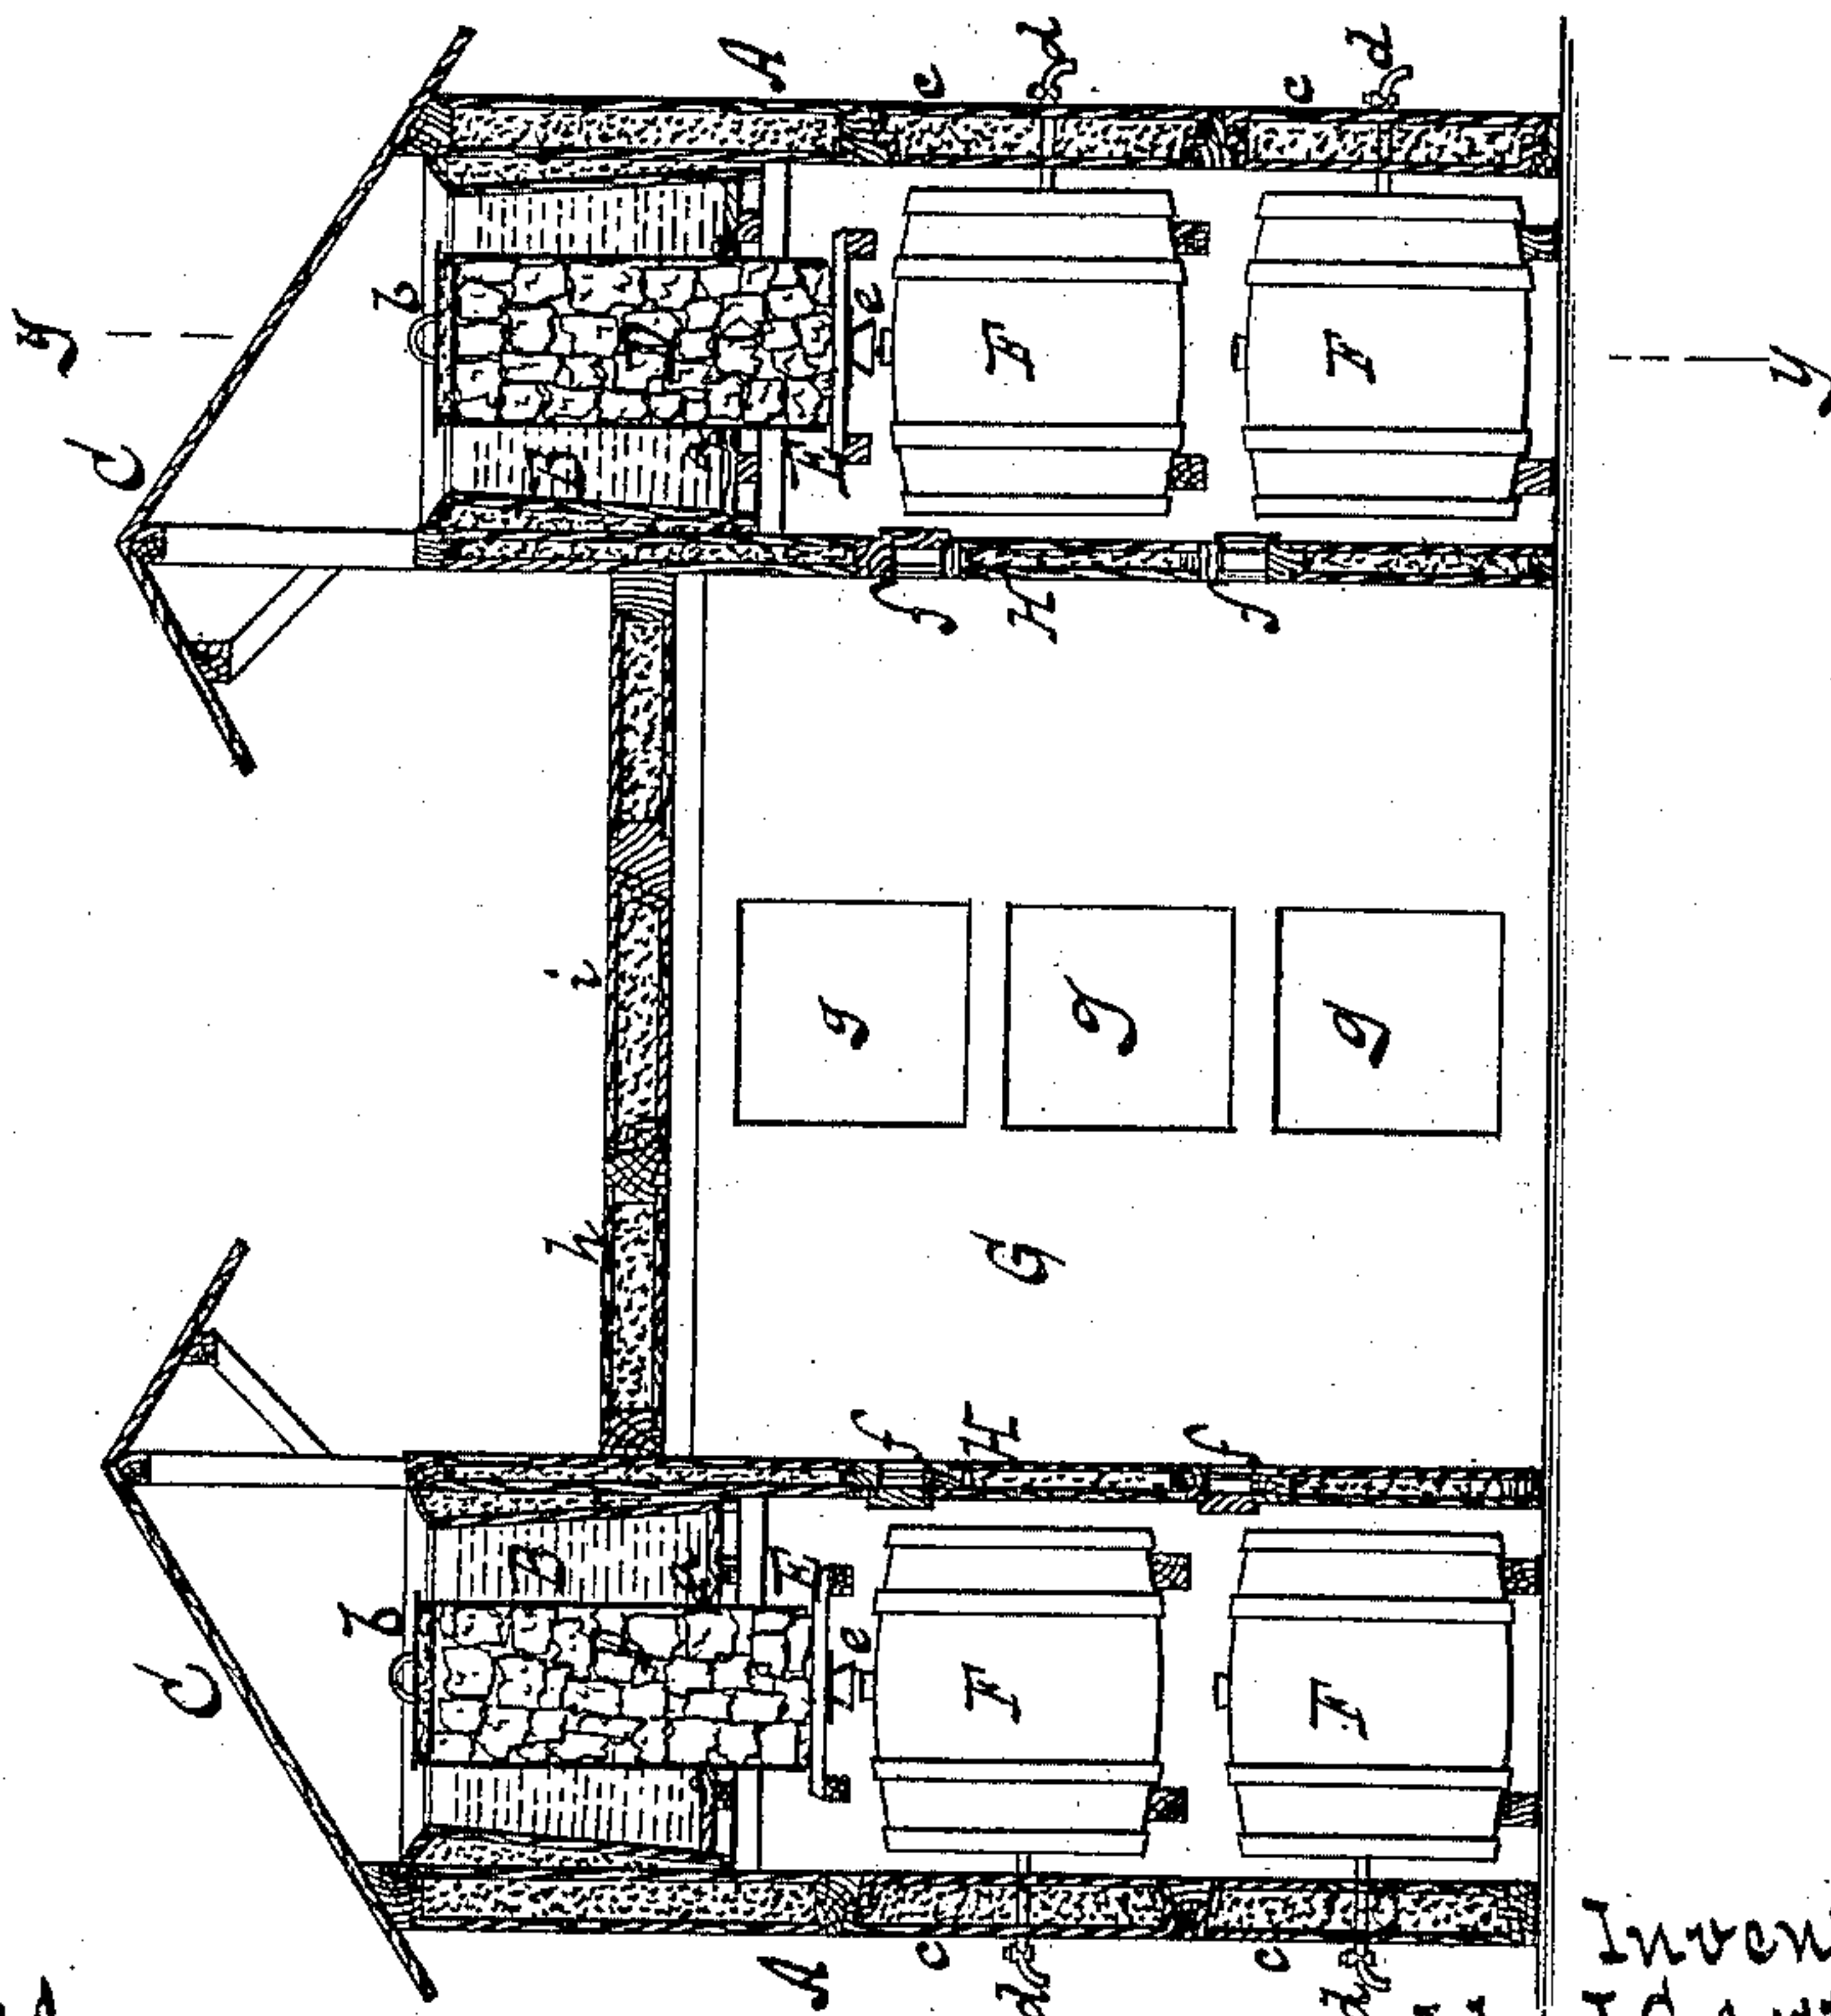 y
C C
b b
h i
B B D
a a
A E E A
e e
g
c f f c
d F H G g H F d
c f f c
d F g F d
y
Inven